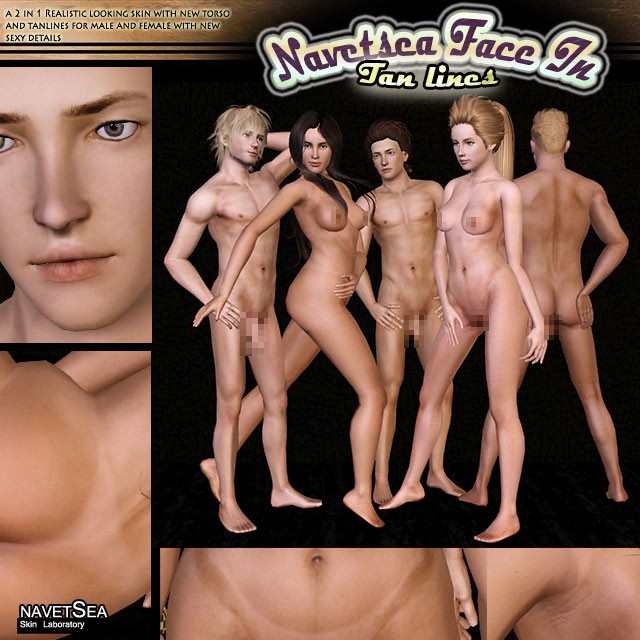 A 2 IN 1 REALISTIC LOOKING SKIN WITH NEW TORSO
AND TANLINES FOR MALE AND FEMALE WITH NEW
SEXY DETAILS
Navetsea Face In
Tan lines
NAVETSEA
Skin Laboratory